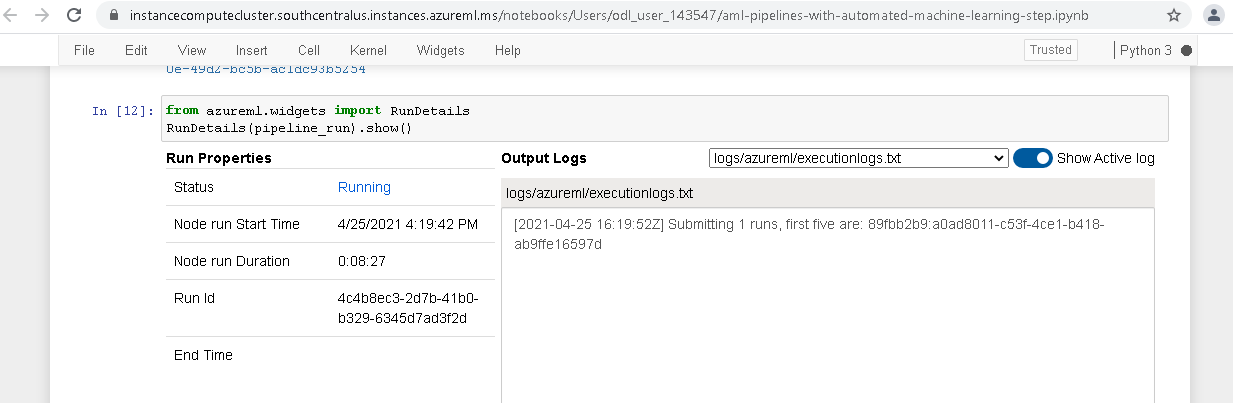 instancecomputecluster.southcentralus.instances.azureml.ms/notebooks/Users/odl_user_143547/aml-pipelines-with-automated-machine-learning-step.ipynb
File Edit View Insert Cell Kernel Widgets Help Trusted Python 3
0e-49d2-bc5b-ac1dc93b5254
In [12]: from azureml.widgets import RunDetails
RunDetails(pipeline_run).show()
Run Properties
Status Running
Node run Start Time 4/25/2021 4:19:42 PM
Node run Duration 0:08:27
Run Id 4c4b8ec3-2d7b-41b0-
b329-6345d7ad3f2d
End Time
Output Logs logs/azureml/executionlogs.txt Show Active log
logs/azureml/executionlogs.txt
[2021-04-25 16:19:52Z] Submitting 1 runs, first five are: 89fbb2b9:a0ad8011-c53f-4ce1-b418-
ab9ffe16597d